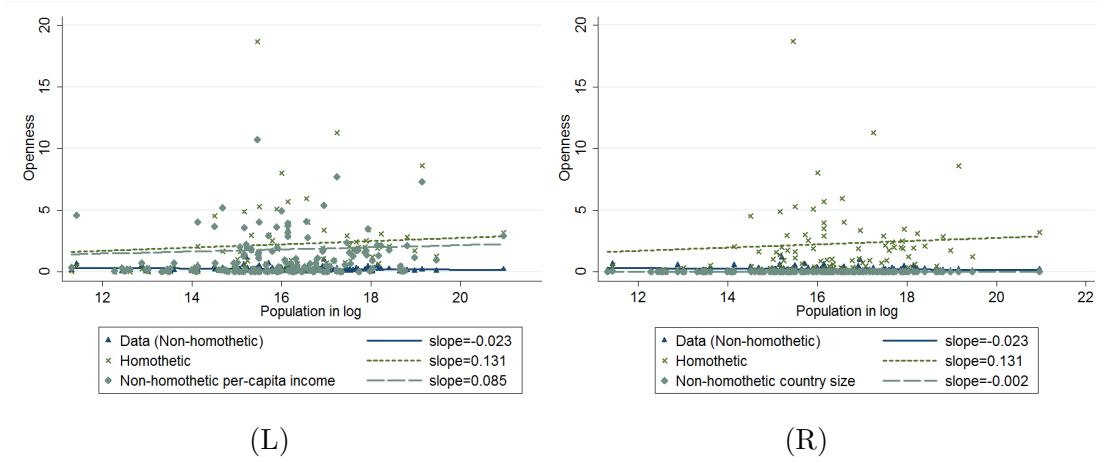 20
15
10
5
0
Openness
12
14
16
18
20
Population in log
Data (Non-homothetic)
slope=-0.023
Homothetic
slope=0.131
Non-homothetic per-capita income
slope=0.085
(L)
20
15
10
5
0
Openness
12
14
16
18
20
22
Population in log
Data (Non-homothetic)
slope=-0.023
Homothetic
slope=0.131
Non-homothetic country size
slope=-0.002
(R)